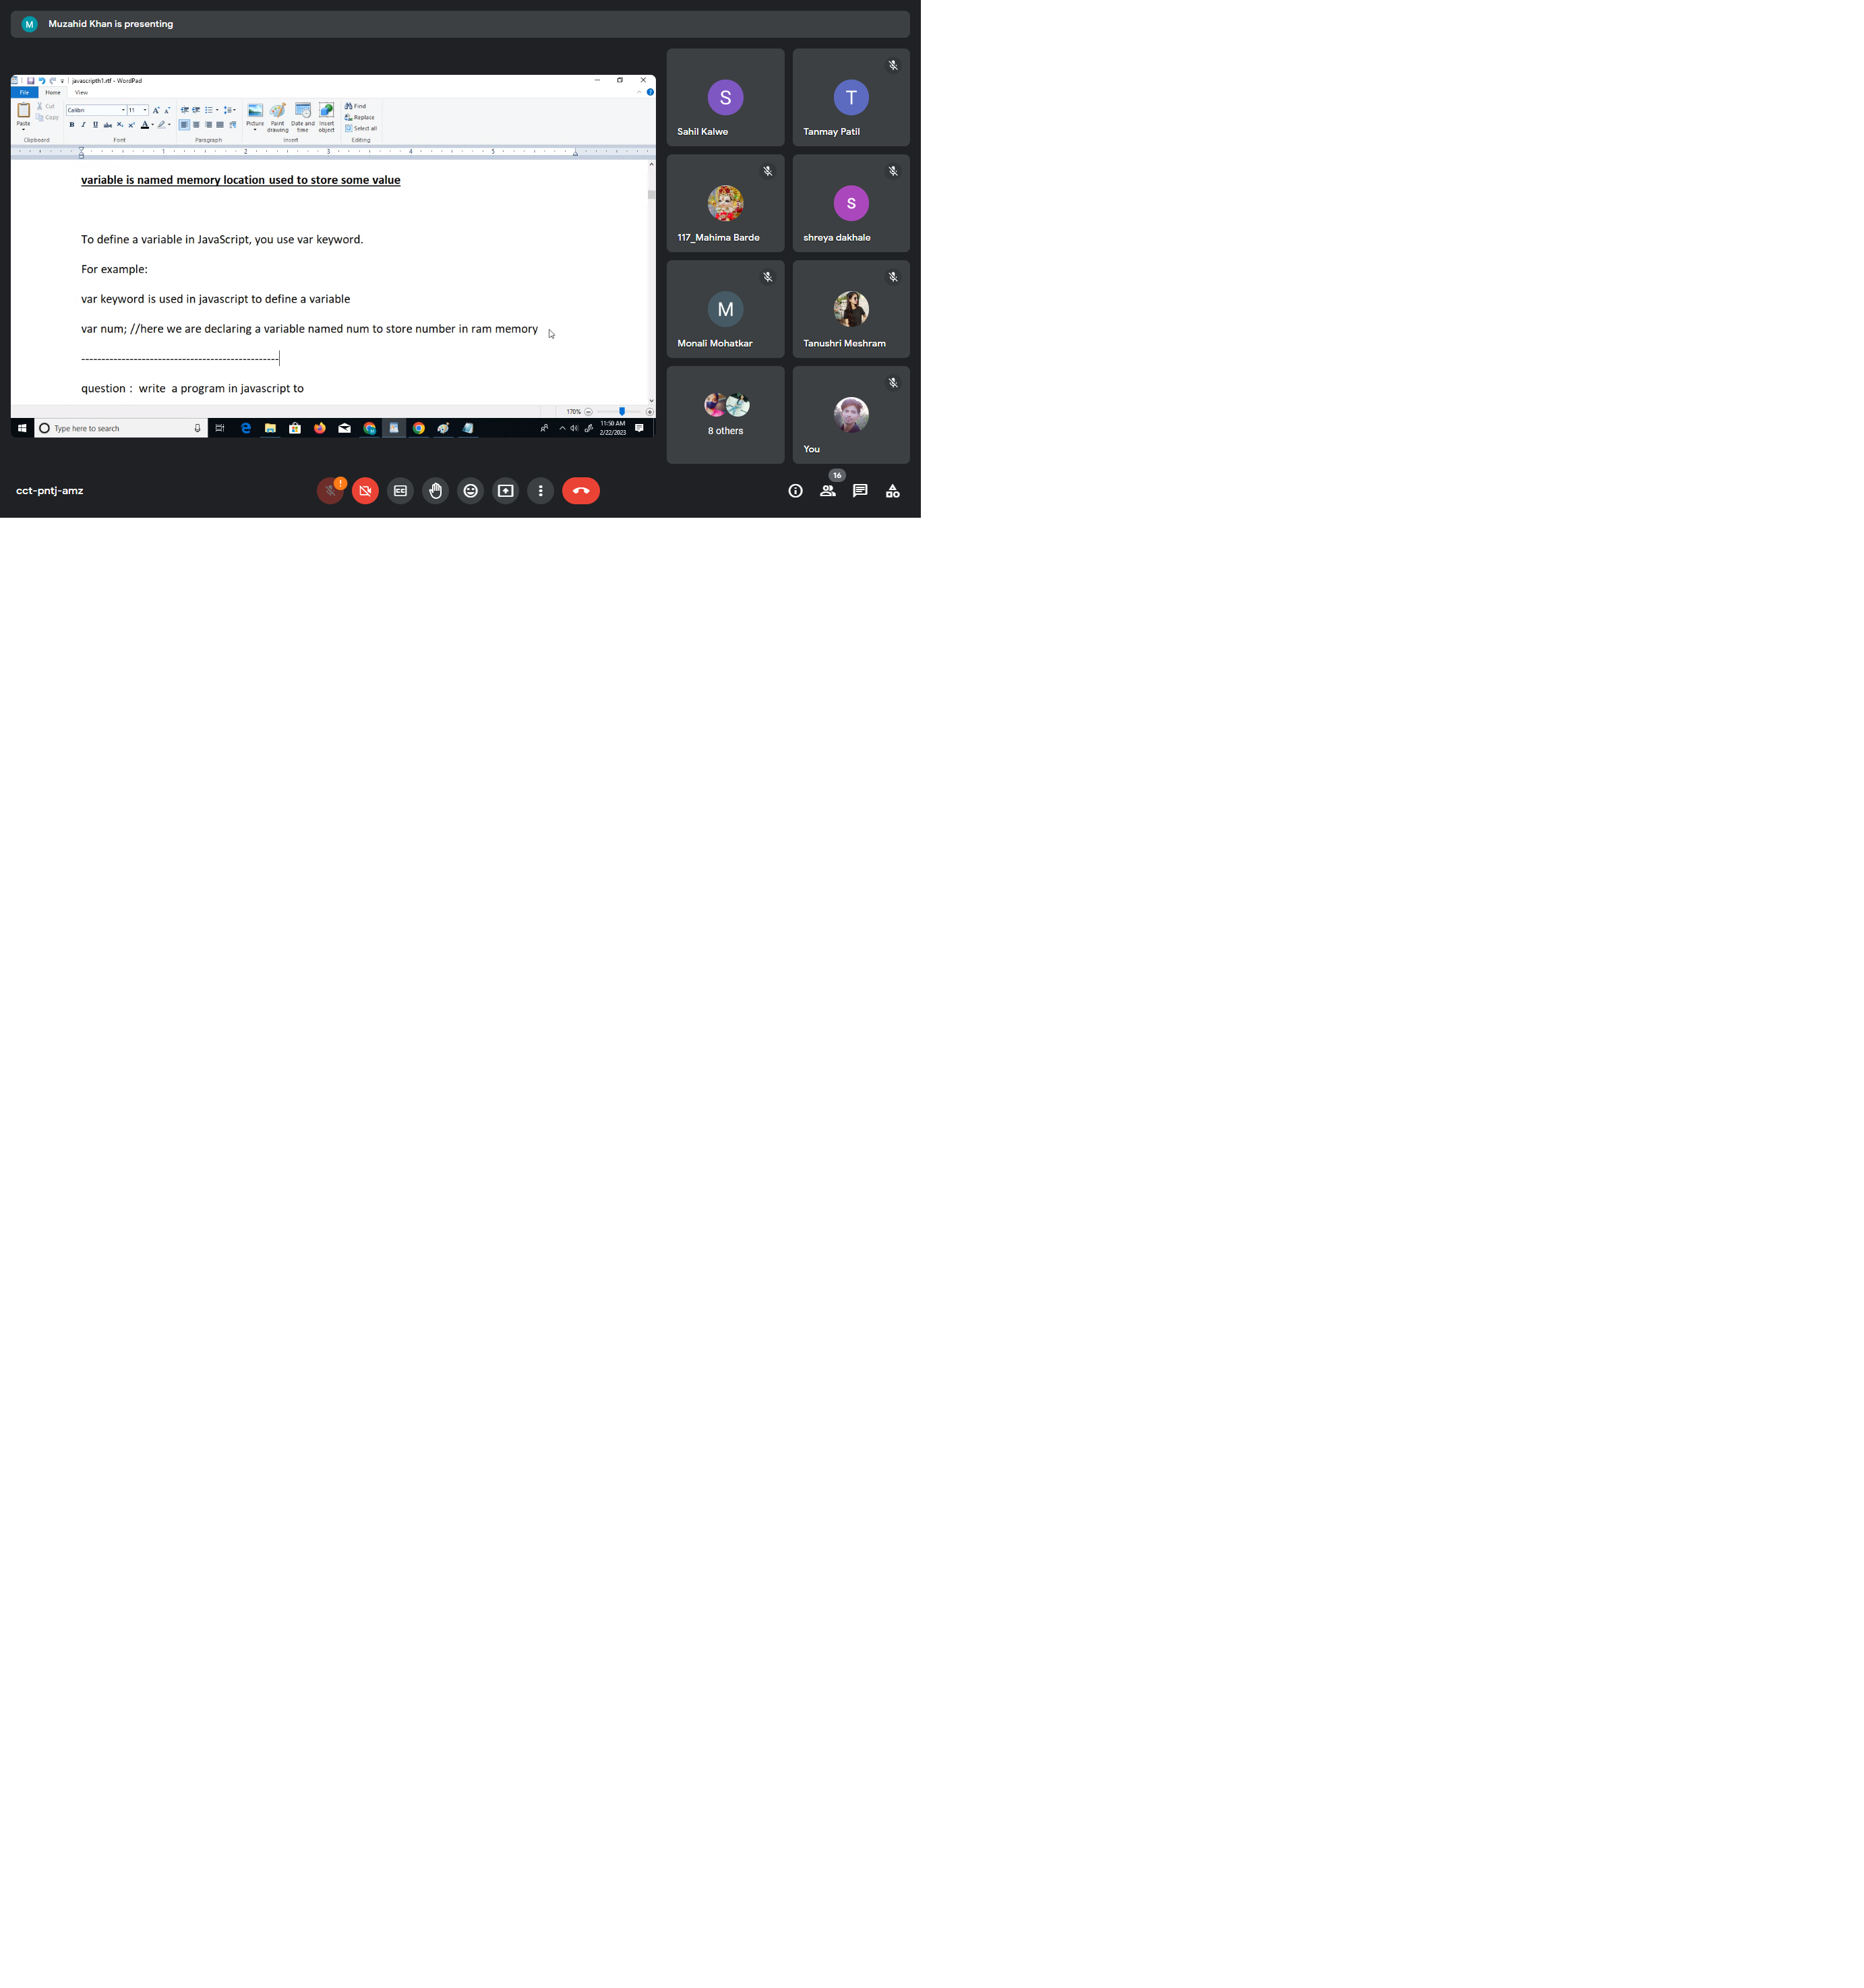 M Muzahid Khan is presenting
javascripth1.rtf - WordPad
File Home View
Paste
Cut
Copy
Clipboard
Calibri 11
Font
Paragraph
Picture
Paint drawing
Date and time
Insert object
Insert
Find
Replace
Select all
Editing
1 2 3 4 5
variable is named memory location used to store some value
To define a variable in JavaScript, you use var keyword.
For example:
var keyword is used in javascript to define a variable
var num; //here we are declaring a variable named num to store number in ram memory
-------------------------------------------------
question : write a program in javascript to
170%
Type here to search
11:50 AM
2/22/2023
S
Sahil Kalwe
T
Tanmay Patil
117_Mahima Barde
S
shreya dakhale
M
Monali Mohatkar
Tanushri Meshram
8 others
You
cct-pntj-amz
16